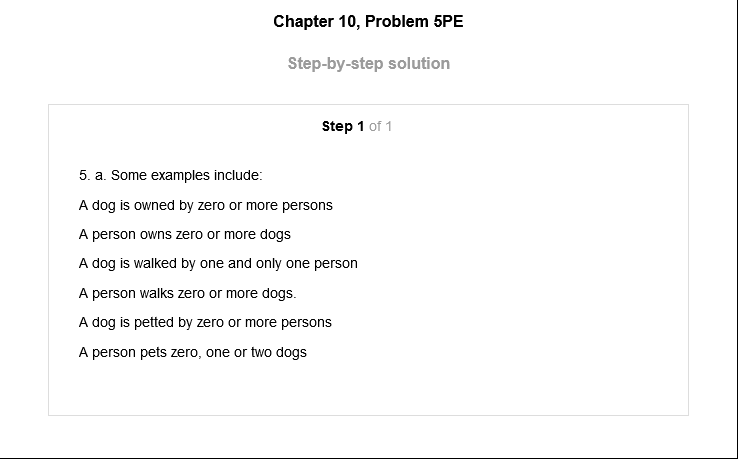 Chapter 10, Problem 5PE
Step-by-step solution
Step 1 of 1
5. a. Some examples include:
A dog is owned by zero or more persons
A person owns zero or more dogs
A dog is walked by one and only one person
A person walks zero or more dogs.
A dog is petted by zero or more persons
A person pets zero, one or two dogs